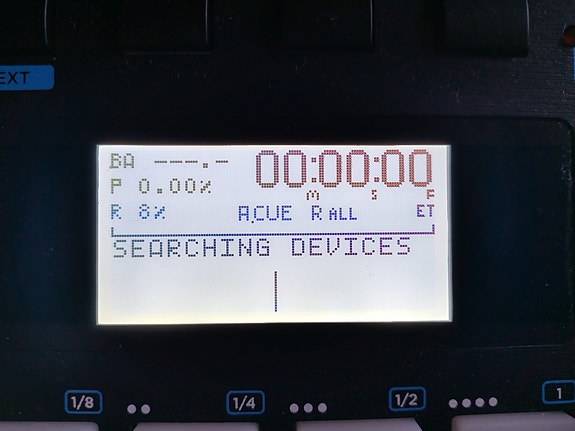 EXT
BA ---.- 00:00:00
P 0.00% M S F
R 8% A.CUE R ALL ET
SEARCHING DEVICES
1/8 1/4 1/2 1